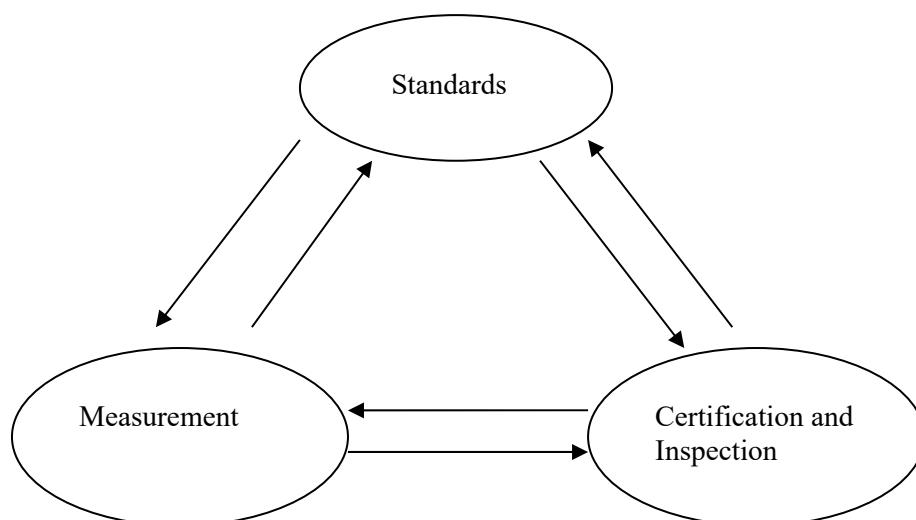 Standards
Measurement
Certification and
Inspection